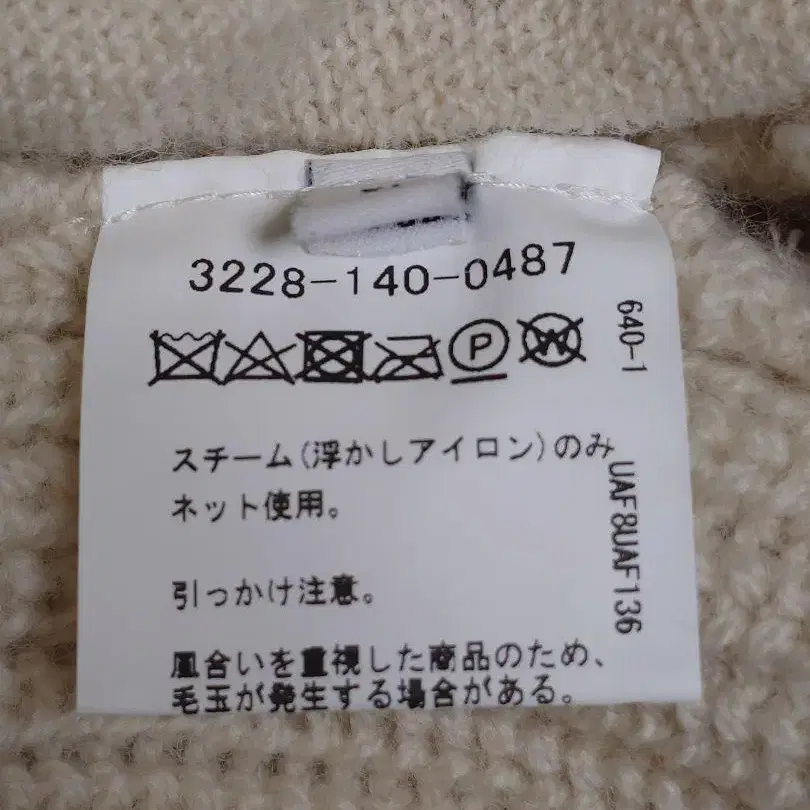 3228-140-0487
P
W
スチーム(浮かしアイロン)のみ
ネット使用。
引っかけ注意。
風合いを重視した商品のため、
毛玉が発生する場合がある。
640-1
UAF8UAF136